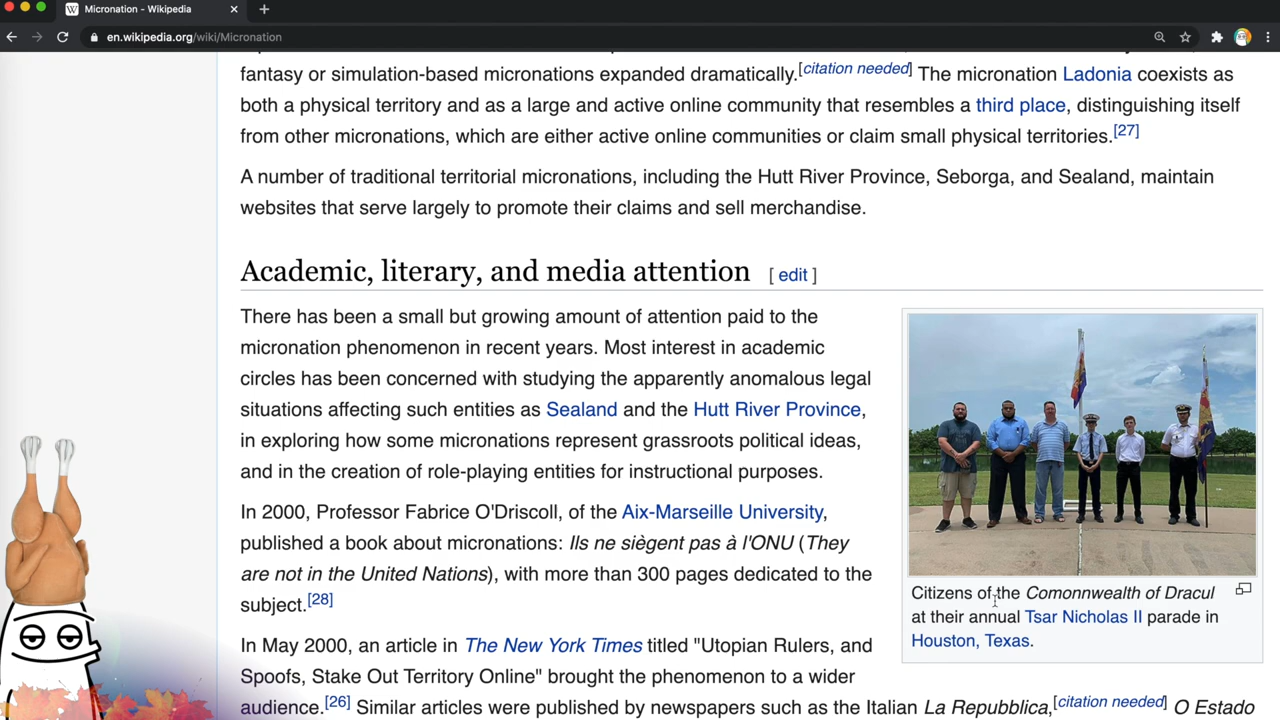 Micronation - Wikipedia
en.wikipedia.org/wiki/Micronation
fantasy or simulation-based micronations expanded dramatically.[citation needed] The micronation Ladonia coexists as
both a physical territory and as a large and active online community that resembles a third place, distinguishing itself
from other micronations, which are either active online communities or claim small physical territories.[27]
A number of traditional territorial micronations, including the Hutt River Province, Seborga, and Sealand, maintain
websites that serve largely to promote their claims and sell merchandise.
Academic, literary, and media attention [ edit ]
There has been a small but growing amount of attention paid to the
micronation phenomenon in recent years. Most interest in academic
circles has been concerned with studying the apparently anomalous legal
situations affecting such entities as Sealand and the Hutt River Province,
in exploring how some micronations represent grassroots political ideas,
and in the creation of role-playing entities for instructional purposes.
In 2000, Professor Fabrice O'Driscoll, of the Aix-Marseille University,
published a book about micronations: Ils ne siègent pas à l'ONU (They
are not in the United Nations), with more than 300 pages dedicated to the
subject.[28]
In May 2000, an article in The New York Times titled "Utopian Rulers, and
Spoofs, Stake Out Territory Online" brought the phenomenon to a wider
audience.[26] Similar articles were published by newspapers such as the Italian La Repubblica,[citation needed] O Estado
Citizens of the Comonnwealth of Dracul
at their annual Tsar Nicholas II parade in
Houston, Texas.